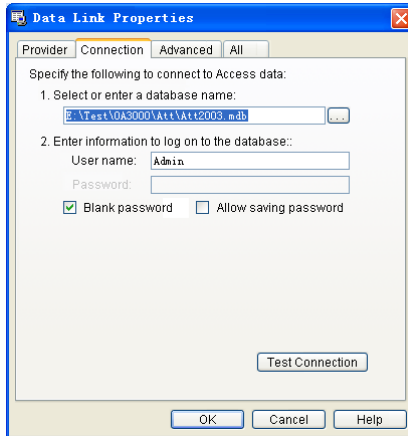 Data Link Properties
Provider Connection Advanced All
Specify the following to connect to Access data:
1. Select or enter a database name:
E:\Test\OA3000\Att\Att2003.mdb ...
2. Enter information to log on to the database::
User name: Admin
Password:
Blank password Allow saving password
Test Connection
OK Cancel Help